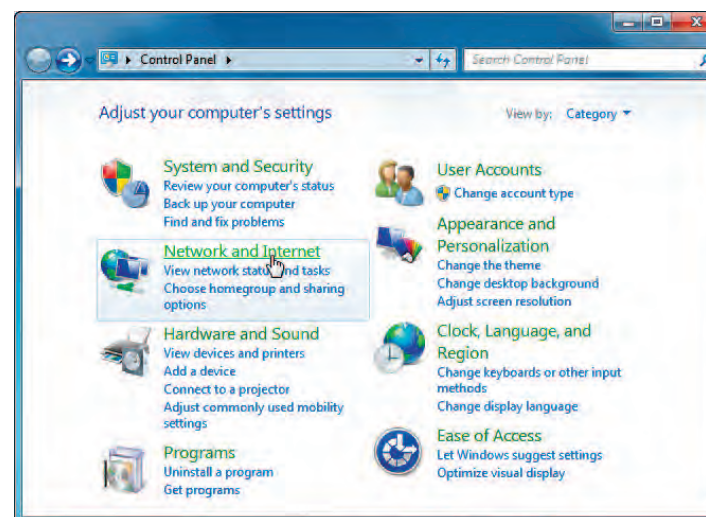 Control Panel
Search Control Panel
Adjust your computer's settings
View by: Category
System and Security
Review your computer's status
Back up your computer
Find and fix problems
Network and Internet
View network status and tasks
Choose homegroup and sharing
options
Hardware and Sound
View devices and printers
Add a device
Connect to a projector
Adjust commonly used mobility
settings
Programs
Uninstall a program
Get programs
User Accounts
Change account type
Appearance and
Personalization
Change the theme
Change desktop background
Adjust screen resolution
Clock, Language, and
Region
Change keyboards or other input
methods
Change display language
Ease of Access
Let Windows suggest settings
Optimize visual display